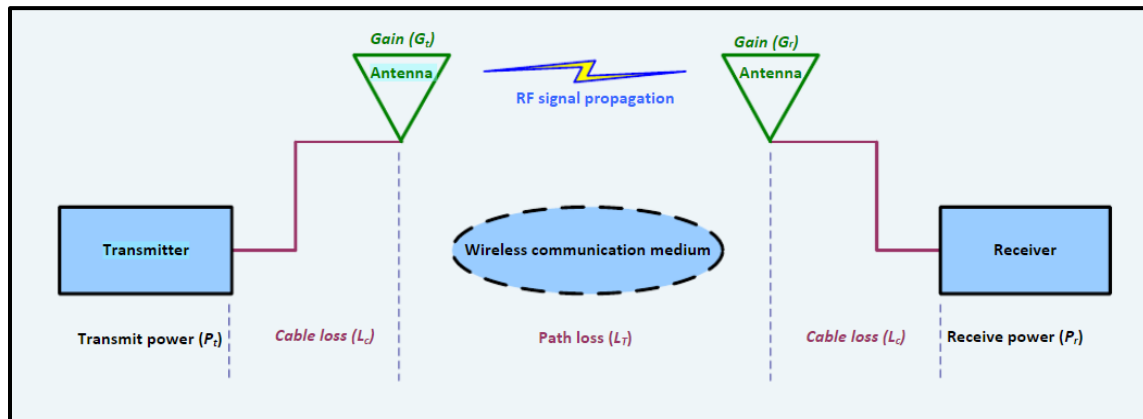 Gain (Gt)
Gain (Gr)
Antenna
Antenna
RF signal propagation
Transmitter
Wireless communication medium
Receiver
Transmit power (Pt)
Cable loss (Lc)
Path loss (LT)
Cable loss (Lc)
Receive power (Pr)